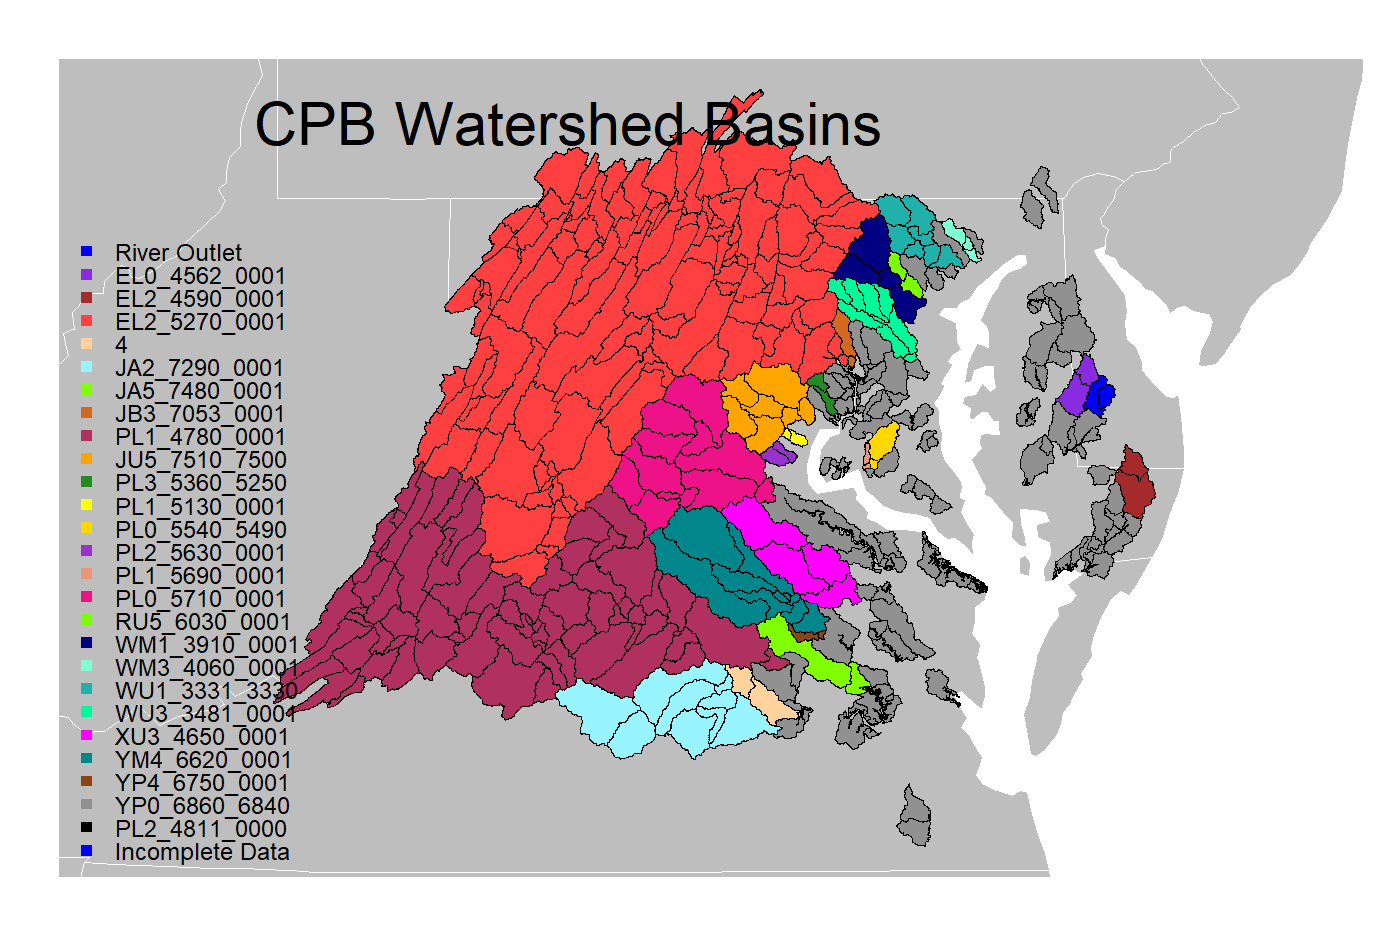 CPB Watershed Basins
River Outlet
EL0_4562_0001
EL2_4590_0001
EL2_5270_0001
4
JA2_7290_0001
JA5_7480_0001
JB3_7053_0001
PL1_4780_0001
JU5_7510_7500
PL3_5360_5250
PL1_5130_0001
PL0_5540_5490
PL2_5630_0001
PL1_5690_0001
PL0_5710_0001
RU5_6030_0001
WM1_3910_0001
WM3_4060_0001
WU1_3331_3330
WU3_3481_0001
XU3_4650_0001
YM4_6620_0001
YP4_6750_0001
YP0_6860_6840
PL2_4811_0000
Incomplete Data